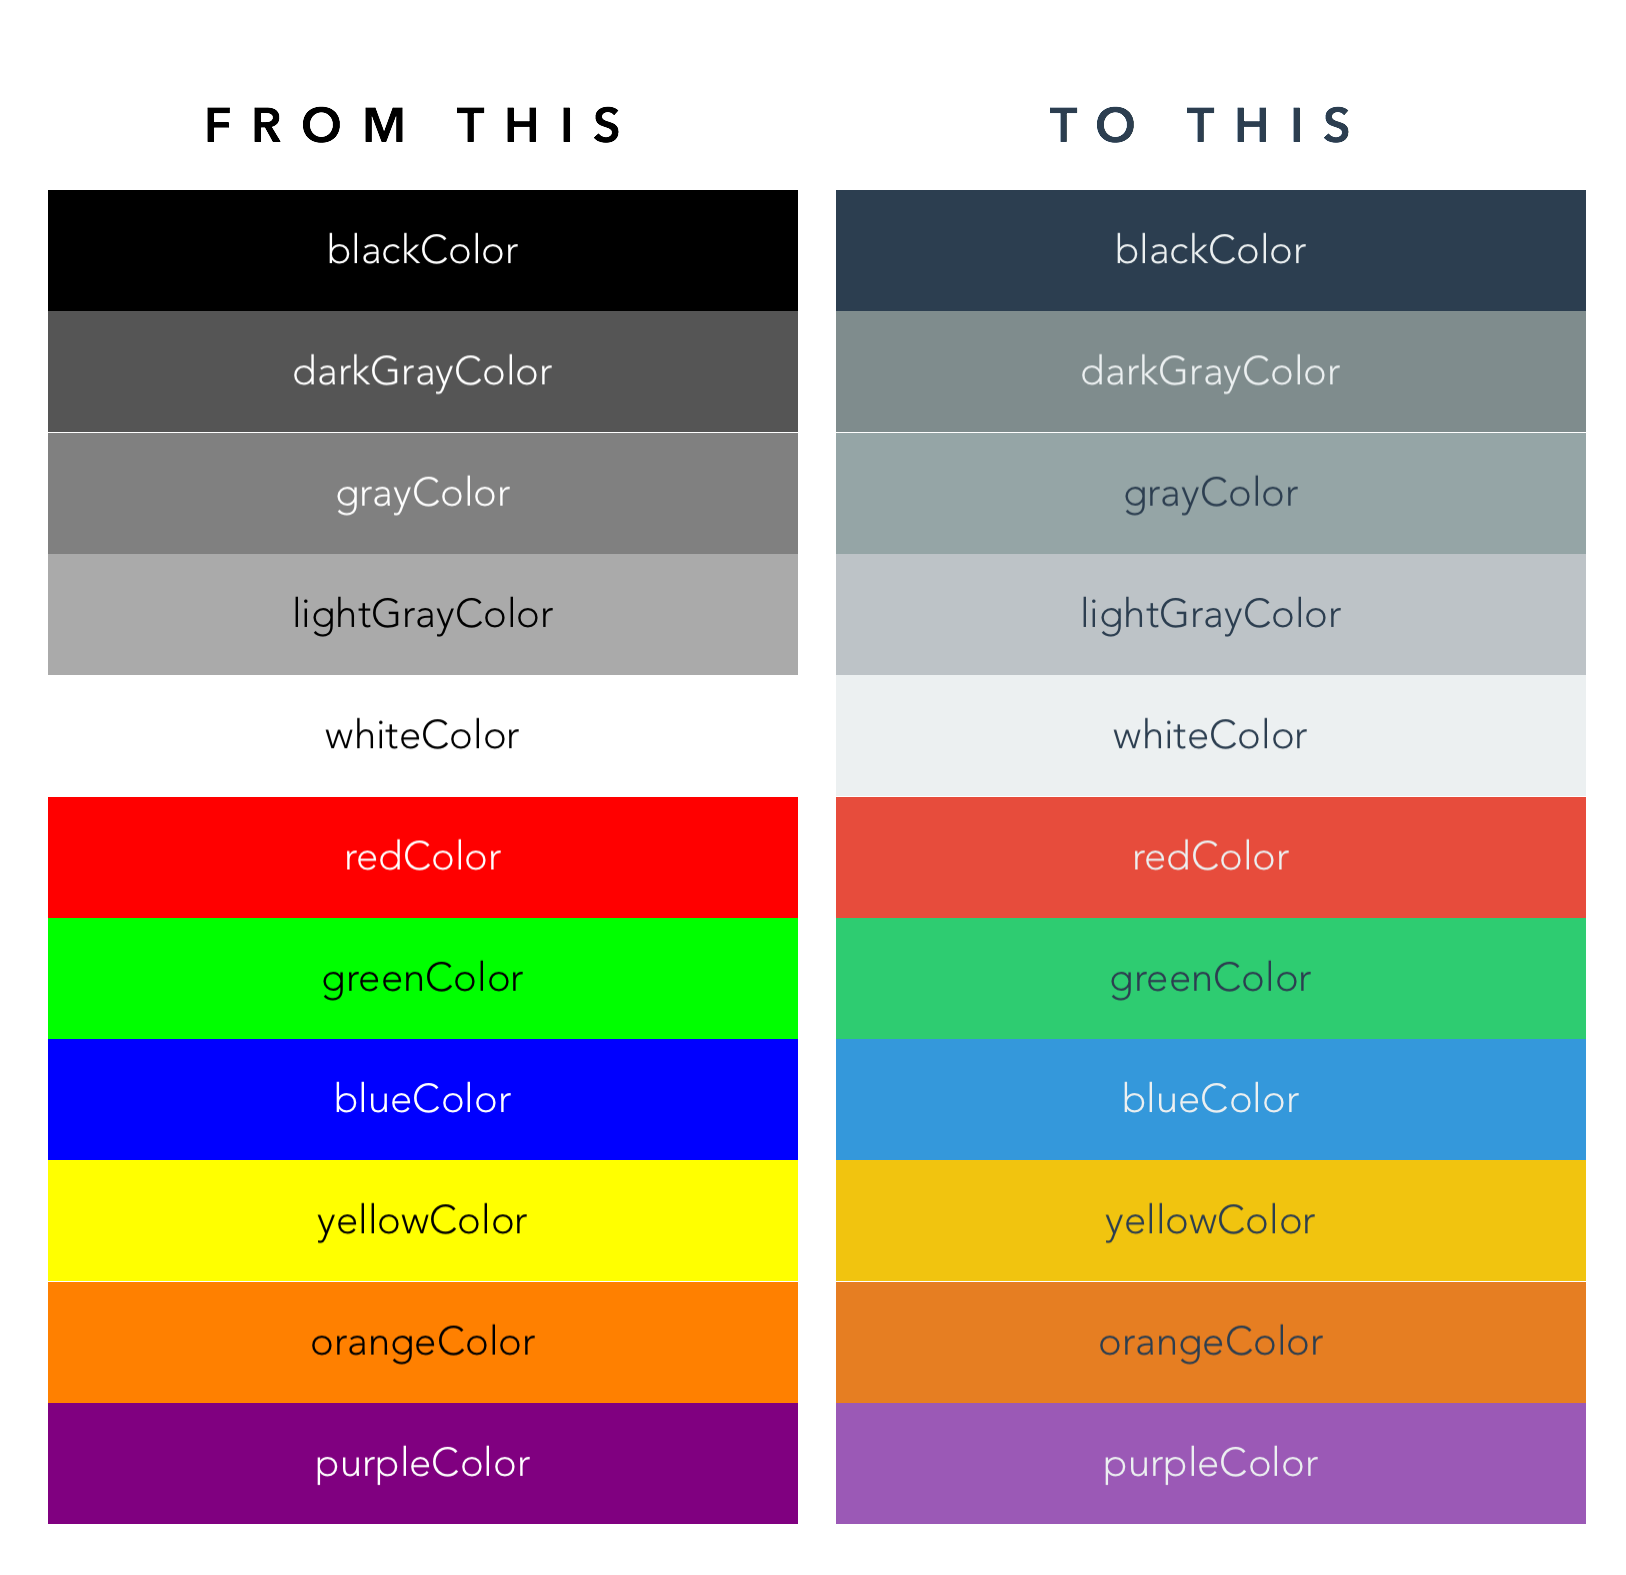 FROM THIS
blackColor
darkGrayColor
grayColor
lightGrayColor
whiteColor
redColor
greenColor
blueColor
yellowColor
orangeColor
purpleColor
TO THIS
blackColor
darkGrayColor
grayColor
lightGrayColor
whiteColor
redColor
greenColor
blueColor
yellowColor
orangeColor
purpleColor